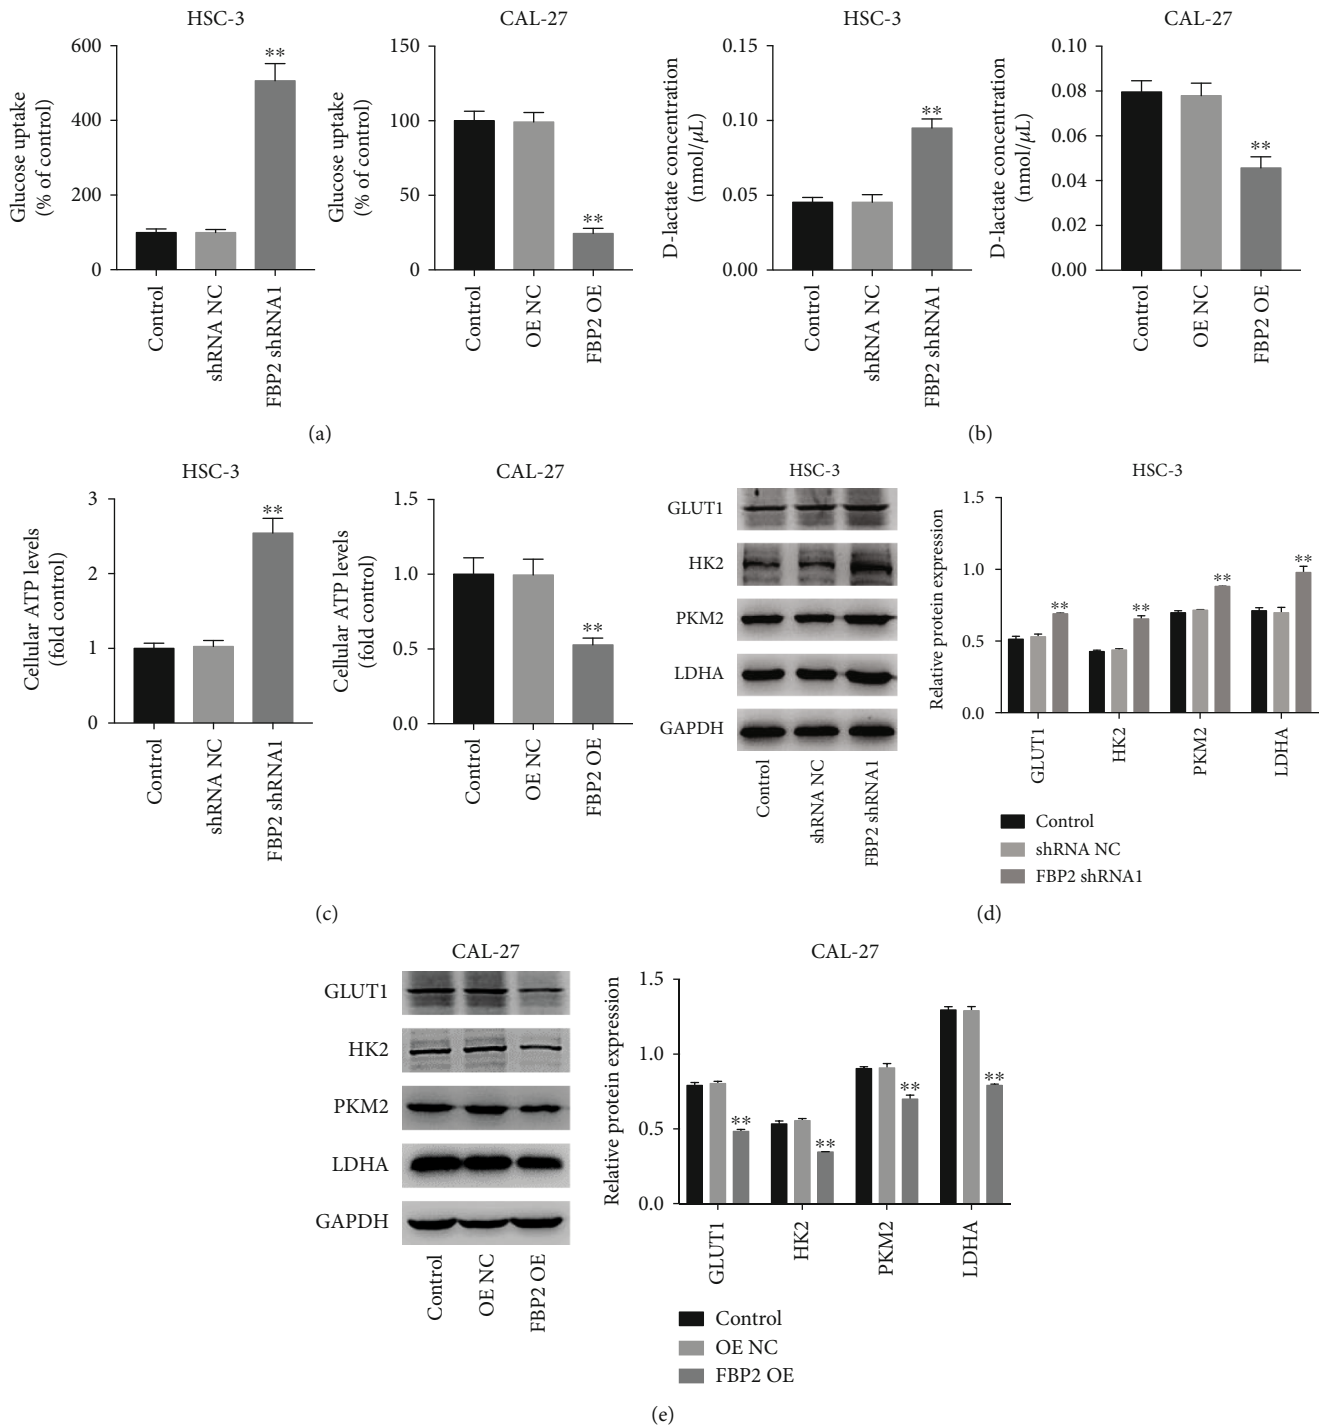 HSC-3
Glucose uptake
(% of control)
600
400
200
0
**
Control
shRNA NC
FBP2 shRNA1
CAL-27
Glucose uptake
(% of control)
150
100
50
0
**
Control
OE NC
FBP2 OE
(a)
HSC-3
D-lactate concentration
(nmol/μL)
0.15
0.10
0.05
0.00
**
Control
shRNA NC
FBP2 shRNA1
CAL-27
D-lactate concentration
(nmol/μL)
0.10
0.08
0.06
0.04
0.02
0.00
**
Control
OE NC
FBP2 OE
(b)
HSC-3
Cellular ATP levels
(fold control)
3
2
1
0
**
Control
shRNA NC
FBP2 shRNA1
CAL-27
Cellular ATP levels
(fold control)
1.5
1.0
0.5
0.0
**
Control
OE NC
FBP2 OE
(c)
HSC-3
GLUT1
HK2
PKM2
LDHA
GAPDH
Control
shRNA NC
FBP2 shRNA1
HSC-3
Relative protein expression
1.5
1.0
0.5
0.0
**
**
**
**
GLUT1
HK2
PKM2
LDHA
Control
shRNA NC
FBP2 shRNA1
(d)
CAL-27
GLUT1
HK2
PKM2
LDHA
GAPDH
Control
OE NC
FBP2 OE
CAL-27
Relative protein expression
1.5
1.0
0.5
0.0
**
**
**
**
GLUT1
HK2
PKM2
LDHA
Control
OE NC
FBP2 OE
(e)